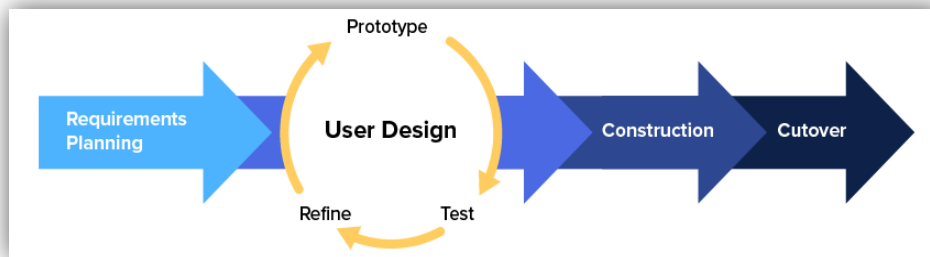 Prototype
Requirements
Planning
User Design
Construction
Cutover
Refine
Test